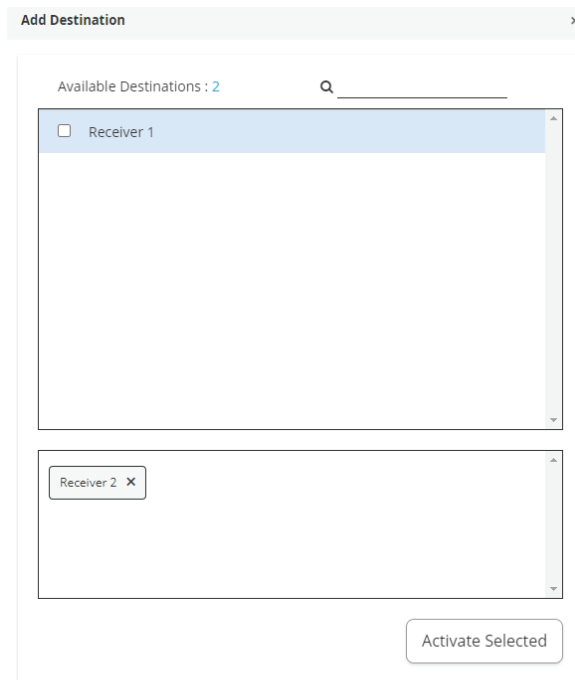 Add Destination
Available Destinations : 2
Receiver 1
Receiver 2
Activate Selected